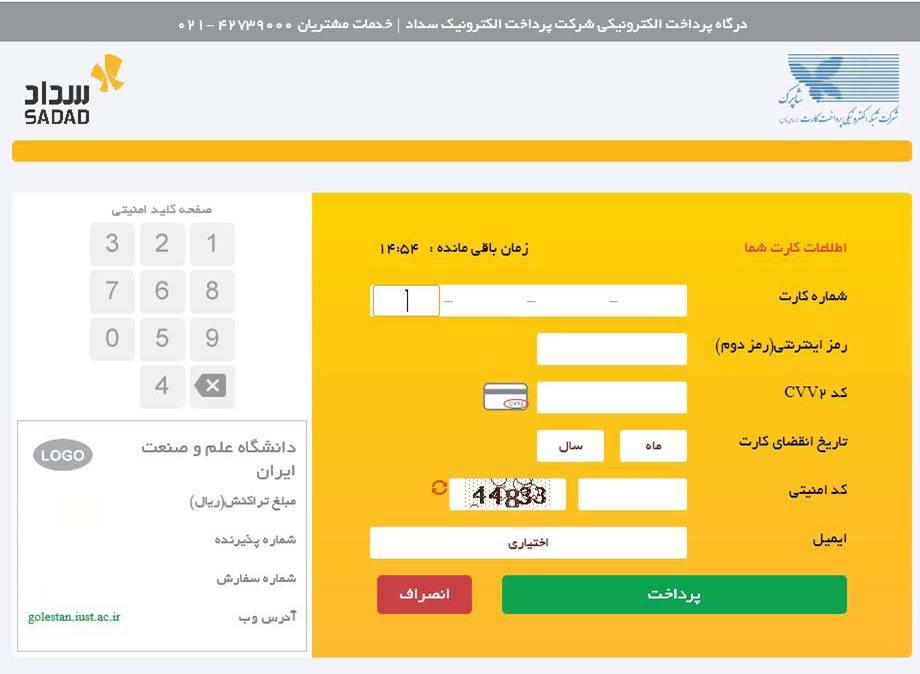 درگاه پرداخت الکترونیکی شرکت پرداخت الکترونیک سداد | خدمات مشتریان ۴۲۷۳۹۰۰۰ -۰۲۱
شاپرک
شرکت شبکه الکترونیکی پرداخت کارت
سداد
SADAD
اطلاعات کارت شما
زمان باقی مانده : ۱۴:۵۴
شماره کارت
– – –
رمز اینترنتی(رمز دوم)
کد CVV۲
CVV2
تاریخ انقضای کارت
ماه
سال
کد امنیتی
44833
ایمیل
اختیاری
پرداخت
انصراف
صفحه کلید امنیتی
3 2 1
7 6 8
0 5 9
4
LOGO
دانشگاه علم و صنعت
ایران
مبلغ تراکنش(ریال)
شماره پذیرنده
شماره سفارش
آدرس وب
golestan.iust.ac.ir